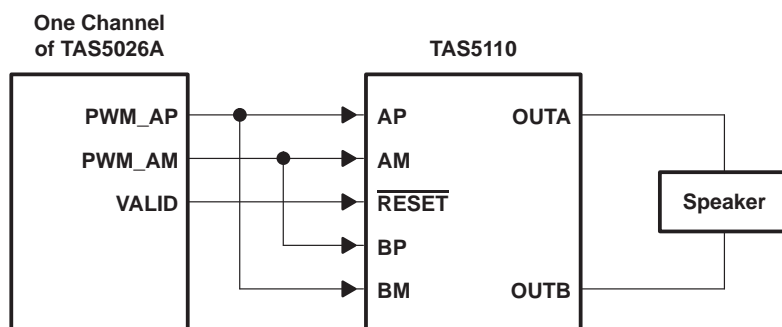 One Channel
of TAS5026A
TAS5110
PWM_AP
AP
OUTA
PWM_AM
AM
VALID
RESET
Speaker
BP
BM
OUTB